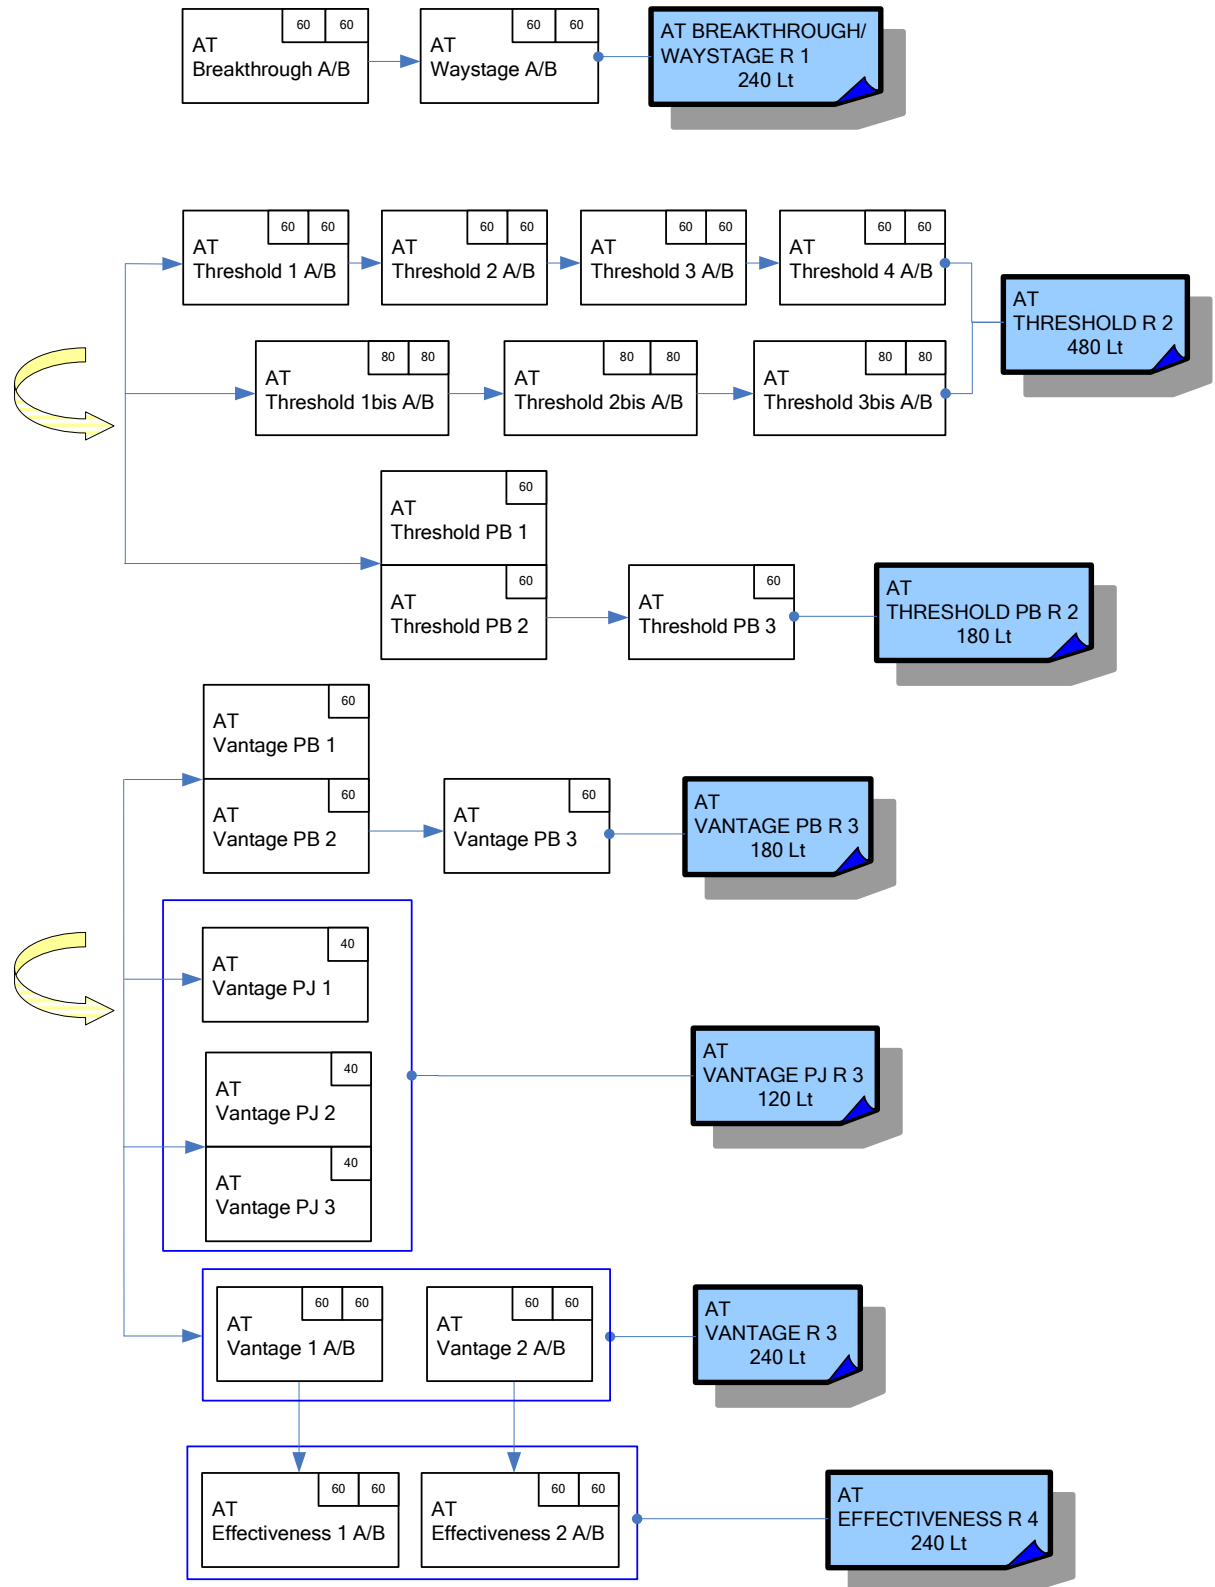 60 60
AT
Breakthrough A/B
60 60
AT
Waystage A/B
AT BREAKTHROUGH/
WAYSTAGE R 1
240 Lt
60 60
AT
Threshold 1 A/B
60 60
AT
Threshold 2 A/B
60 60
AT
Threshold 3 A/B
60 60
AT
Threshold 4 A/B
AT
THRESHOLD R 2
480 Lt
80 80
AT
Threshold 1bis A/B
80 80
AT
Threshold 2bis A/B
80 80
AT
Threshold 3bis A/B
60
AT
Threshold PB 1
60
AT
Threshold PB 2
60
AT
Threshold PB 3
AT
THRESHOLD PB R 2
180 Lt
60
AT
Vantage PB 1
60
AT
Vantage PB 2
60
AT
Vantage PB 3
AT
VANTAGE PB R 3
180 Lt
40
AT
Vantage PJ 1
40
AT
Vantage PJ 2
40
AT
Vantage PJ 3
AT
VANTAGE PJ R 3
120 Lt
60 60
AT
Vantage 1 A/B
60 60
AT
Vantage 2 A/B
AT
VANTAGE R 3
240 Lt
60 60
AT
Effectiveness 1 A/B
60 60
AT
Effectiveness 2 A/B
AT
EFFECTIVENESS R 4
240 Lt